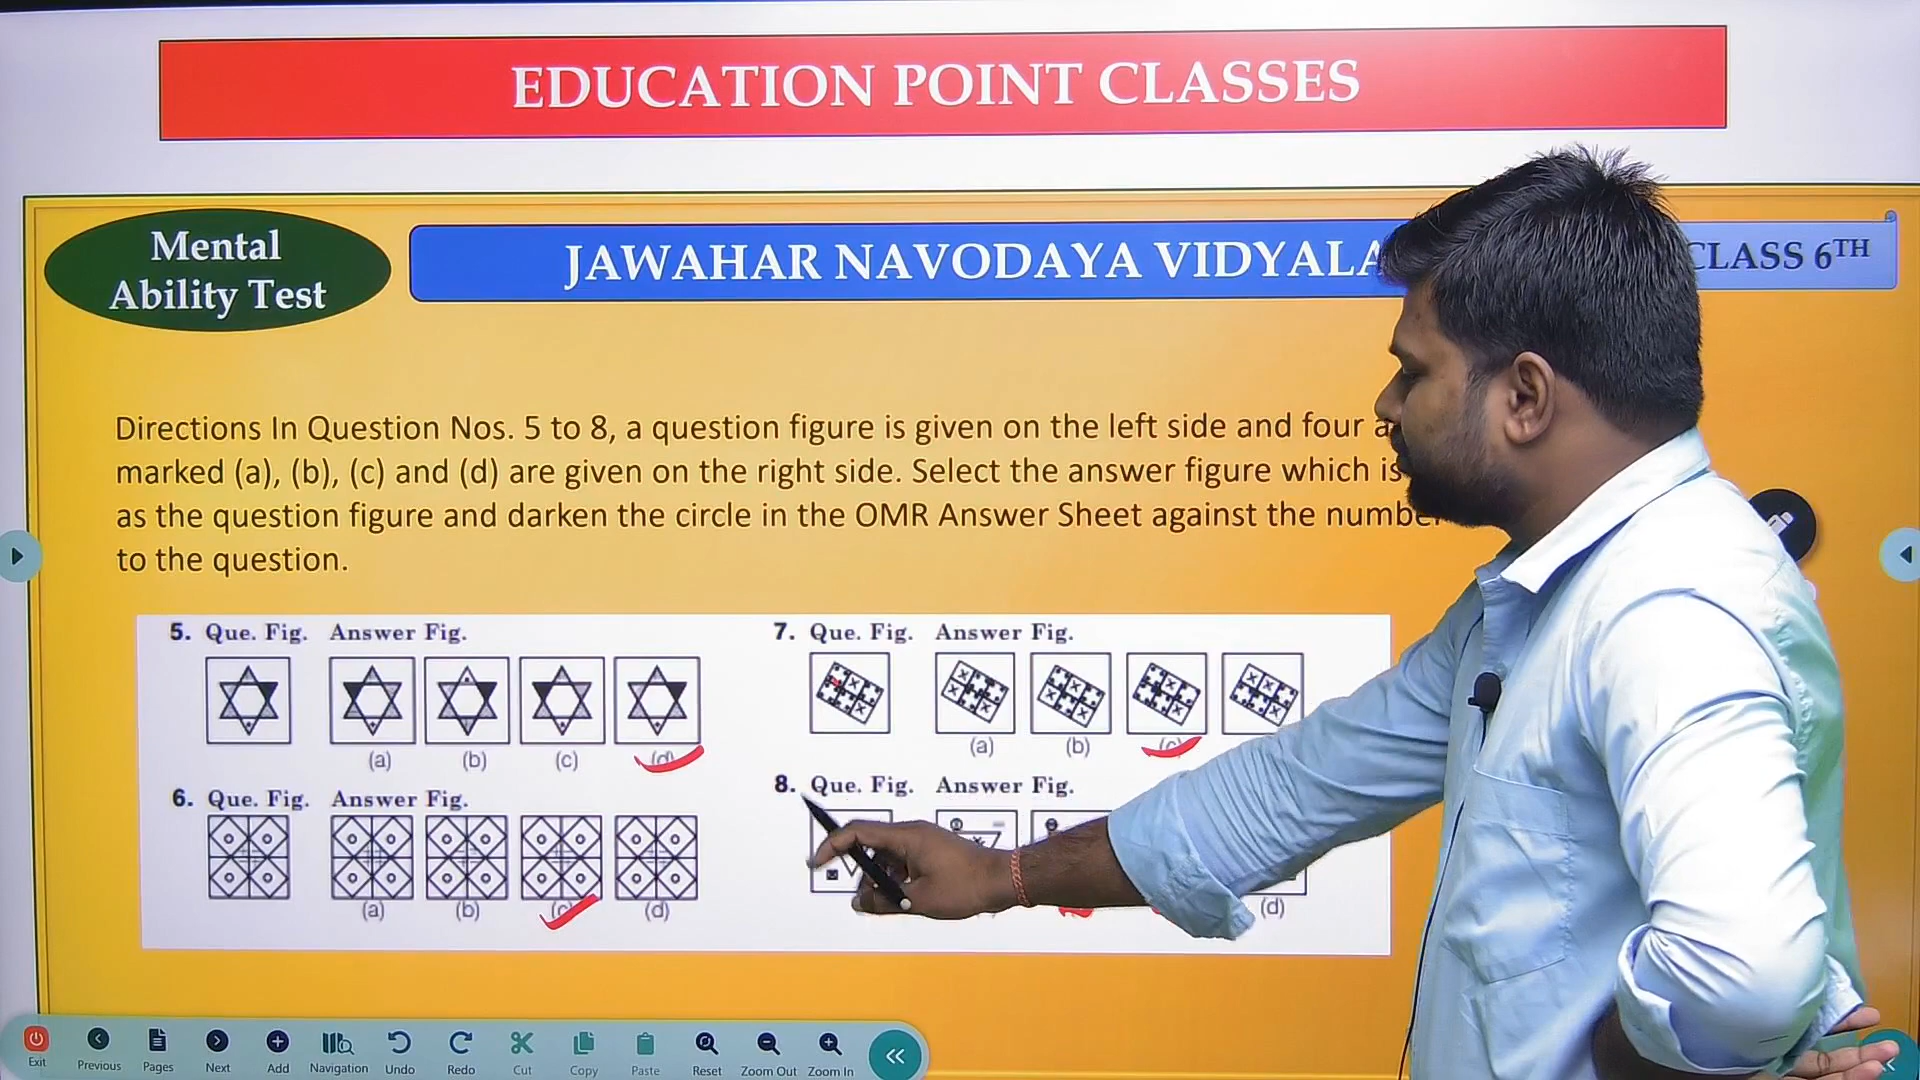 EDUCATION POINT CLASSES
Mental
Ability Test
JAWAHAR NAVODAYA
CLASS 6TH
Directions In Question Nos. 5 to 8, a question figure is given on the left side and four
marked (a), (b), (c) and (d) are given on the right side. Select the answer figure which is
as the question figure and darken the circle in the OMR Answer Sheet against the
to the question.
5. Que. Fig. Answer Fig.
(a) (b) (c) (d)
6. Que. Fig. Answer Fig.
(a) (b) (c) (d)
7. Que. Fig. Answer Fig.
(a) (b) (c)
8. Que. Fig. Answer Fig.
(d)
Exit Previous Pages Next Add Navigation Undo Redo Cut Copy Paste Reset Zoom Out Zoom In